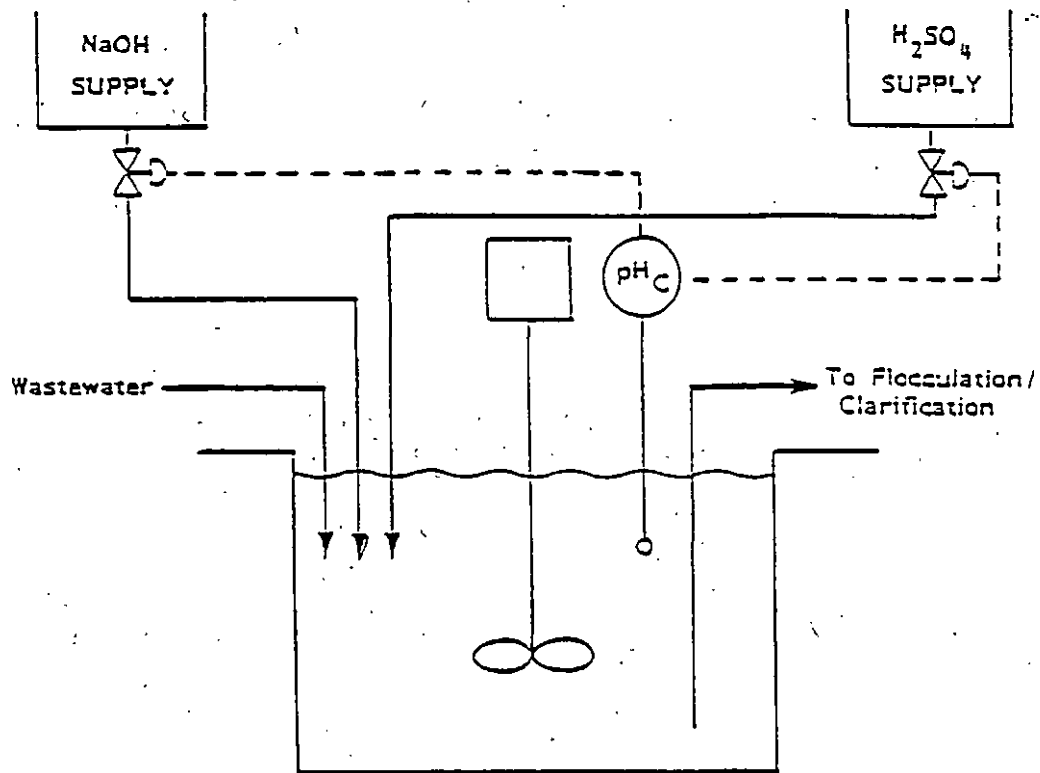 NaOH
SUPPLY
H₂SO₄
SUPPLY
pHC
Wastewater
To Flocculation/
Clarification